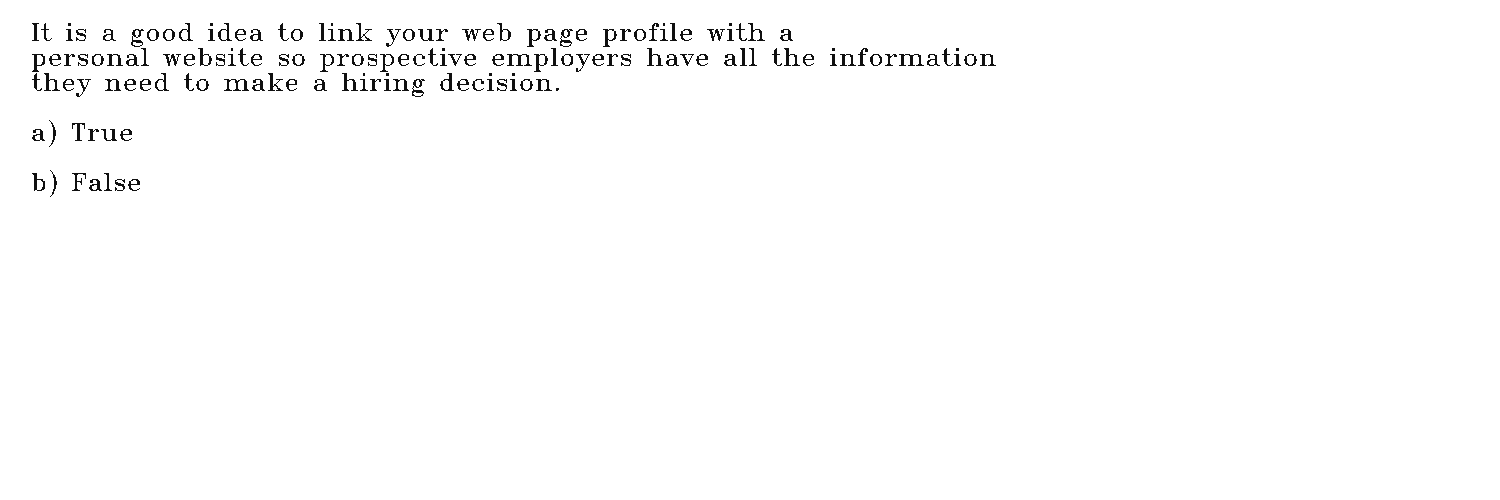 It is a good idea to link your web page profile with a
personal website so prospective employers have all the information
they need to make a hiring decision.
a) True
b) False